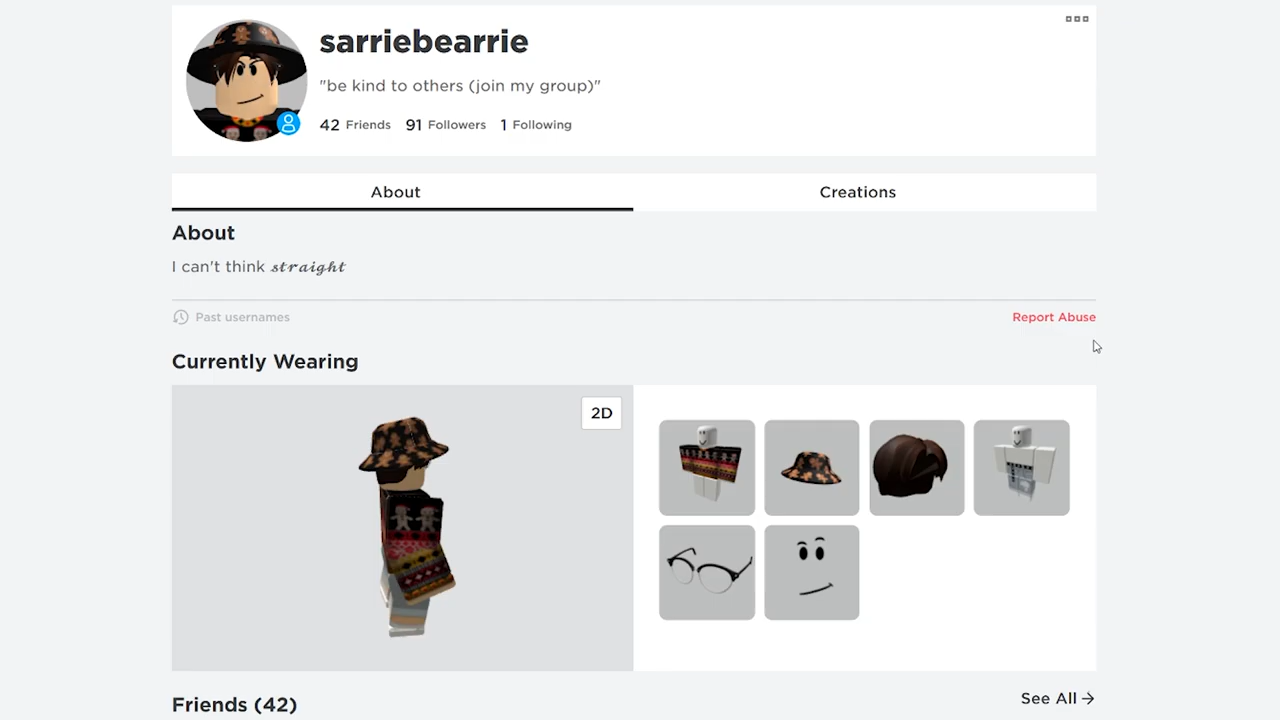 sarriebearrie
"be kind to others (join my group)"
42 Friends 91 Followers 1 Following
About Creations
About
I can't think 𝓈𝓉𝓇𝒶𝒾𝑔𝒽𝓉
Past usernames Report Abuse
Currently Wearing
2D
Friends (42) See All